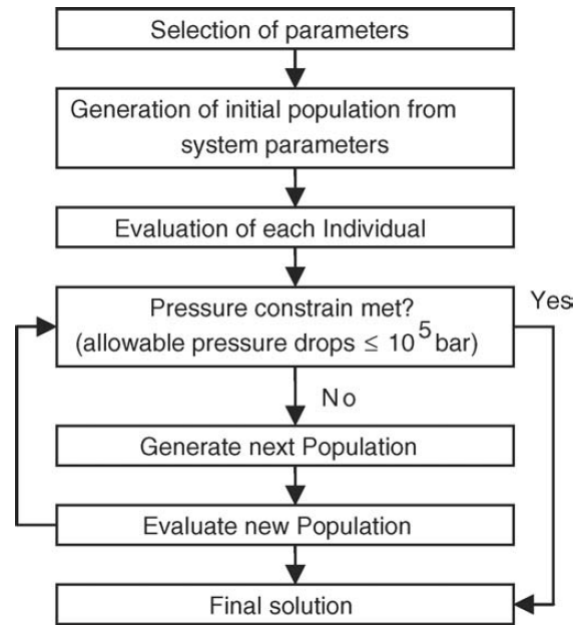 Selection of parameters
Generation of initial population from
system parameters
Evaluation of each Individual
Pressure constrain met?
Yes
(allowable pressure drops ≤ 10⁵ bar)
No
Generate next Population
Evaluate new Population
Final solution